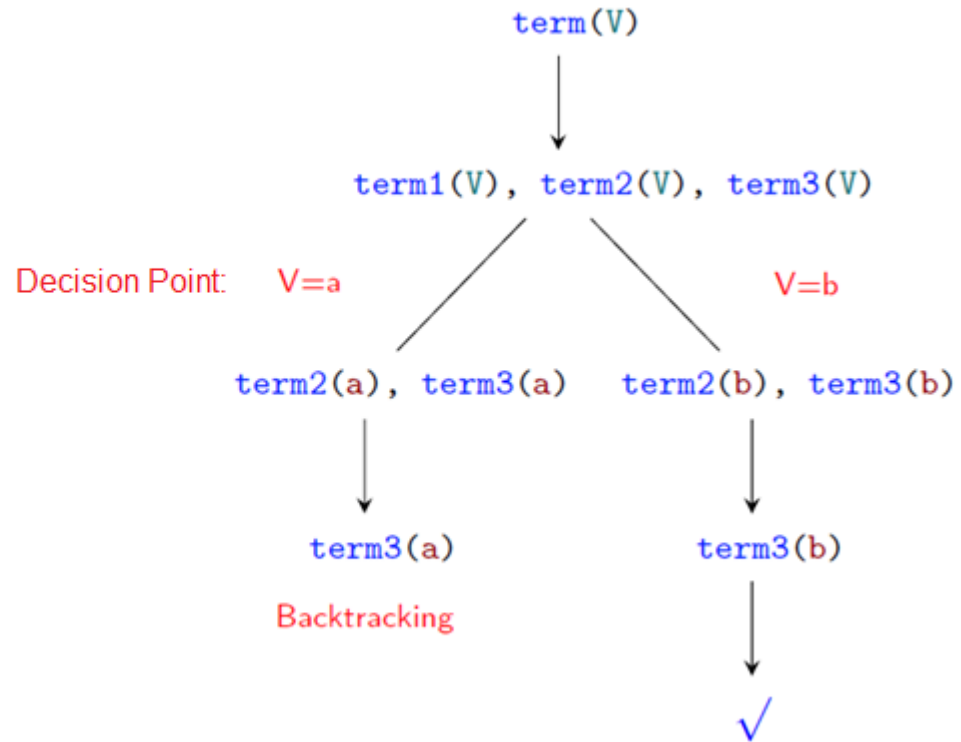 term(V)
term1(V), term2(V), term3(V)
Decision Point: V=a V=b
term2(a), term3(a) term2(b), term3(b)
term3(a) term3(b)
Backtracking
√